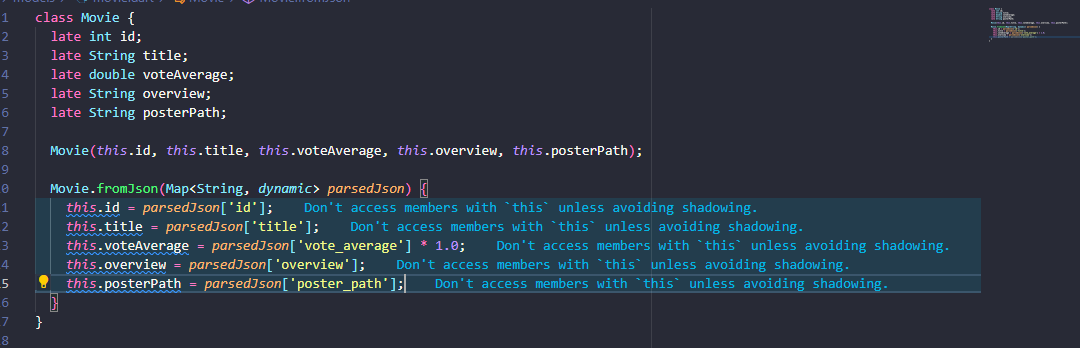 models > movie.dart > Movie > Movie.fromJson
1 class Movie {
2 late int id;
3 late String title;
4 late double voteAverage;
5 late String overview;
6 late String posterPath;
7
8 Movie(this.id, this.title, this.voteAverage, this.overview, this.posterPath);
9
0 Movie.fromJson(Map<String, dynamic> parsedJson) {
1 this.id = parsedJson['id']; Don't access members with `this` unless avoiding shadowing.
2 this.title = parsedJson['title']; Don't access members with `this` unless avoiding shadowing.
3 this.voteAverage = parsedJson['vote_average'] * 1.0; Don't access members with `this` unless avoiding shadowing.
4 this.overview = parsedJson['overview']; Don't access members with `this` unless avoiding shadowing.
5 this.posterPath = parsedJson['poster_path']; Don't access members with `this` unless avoiding shadowing.
6 }
7 }
8